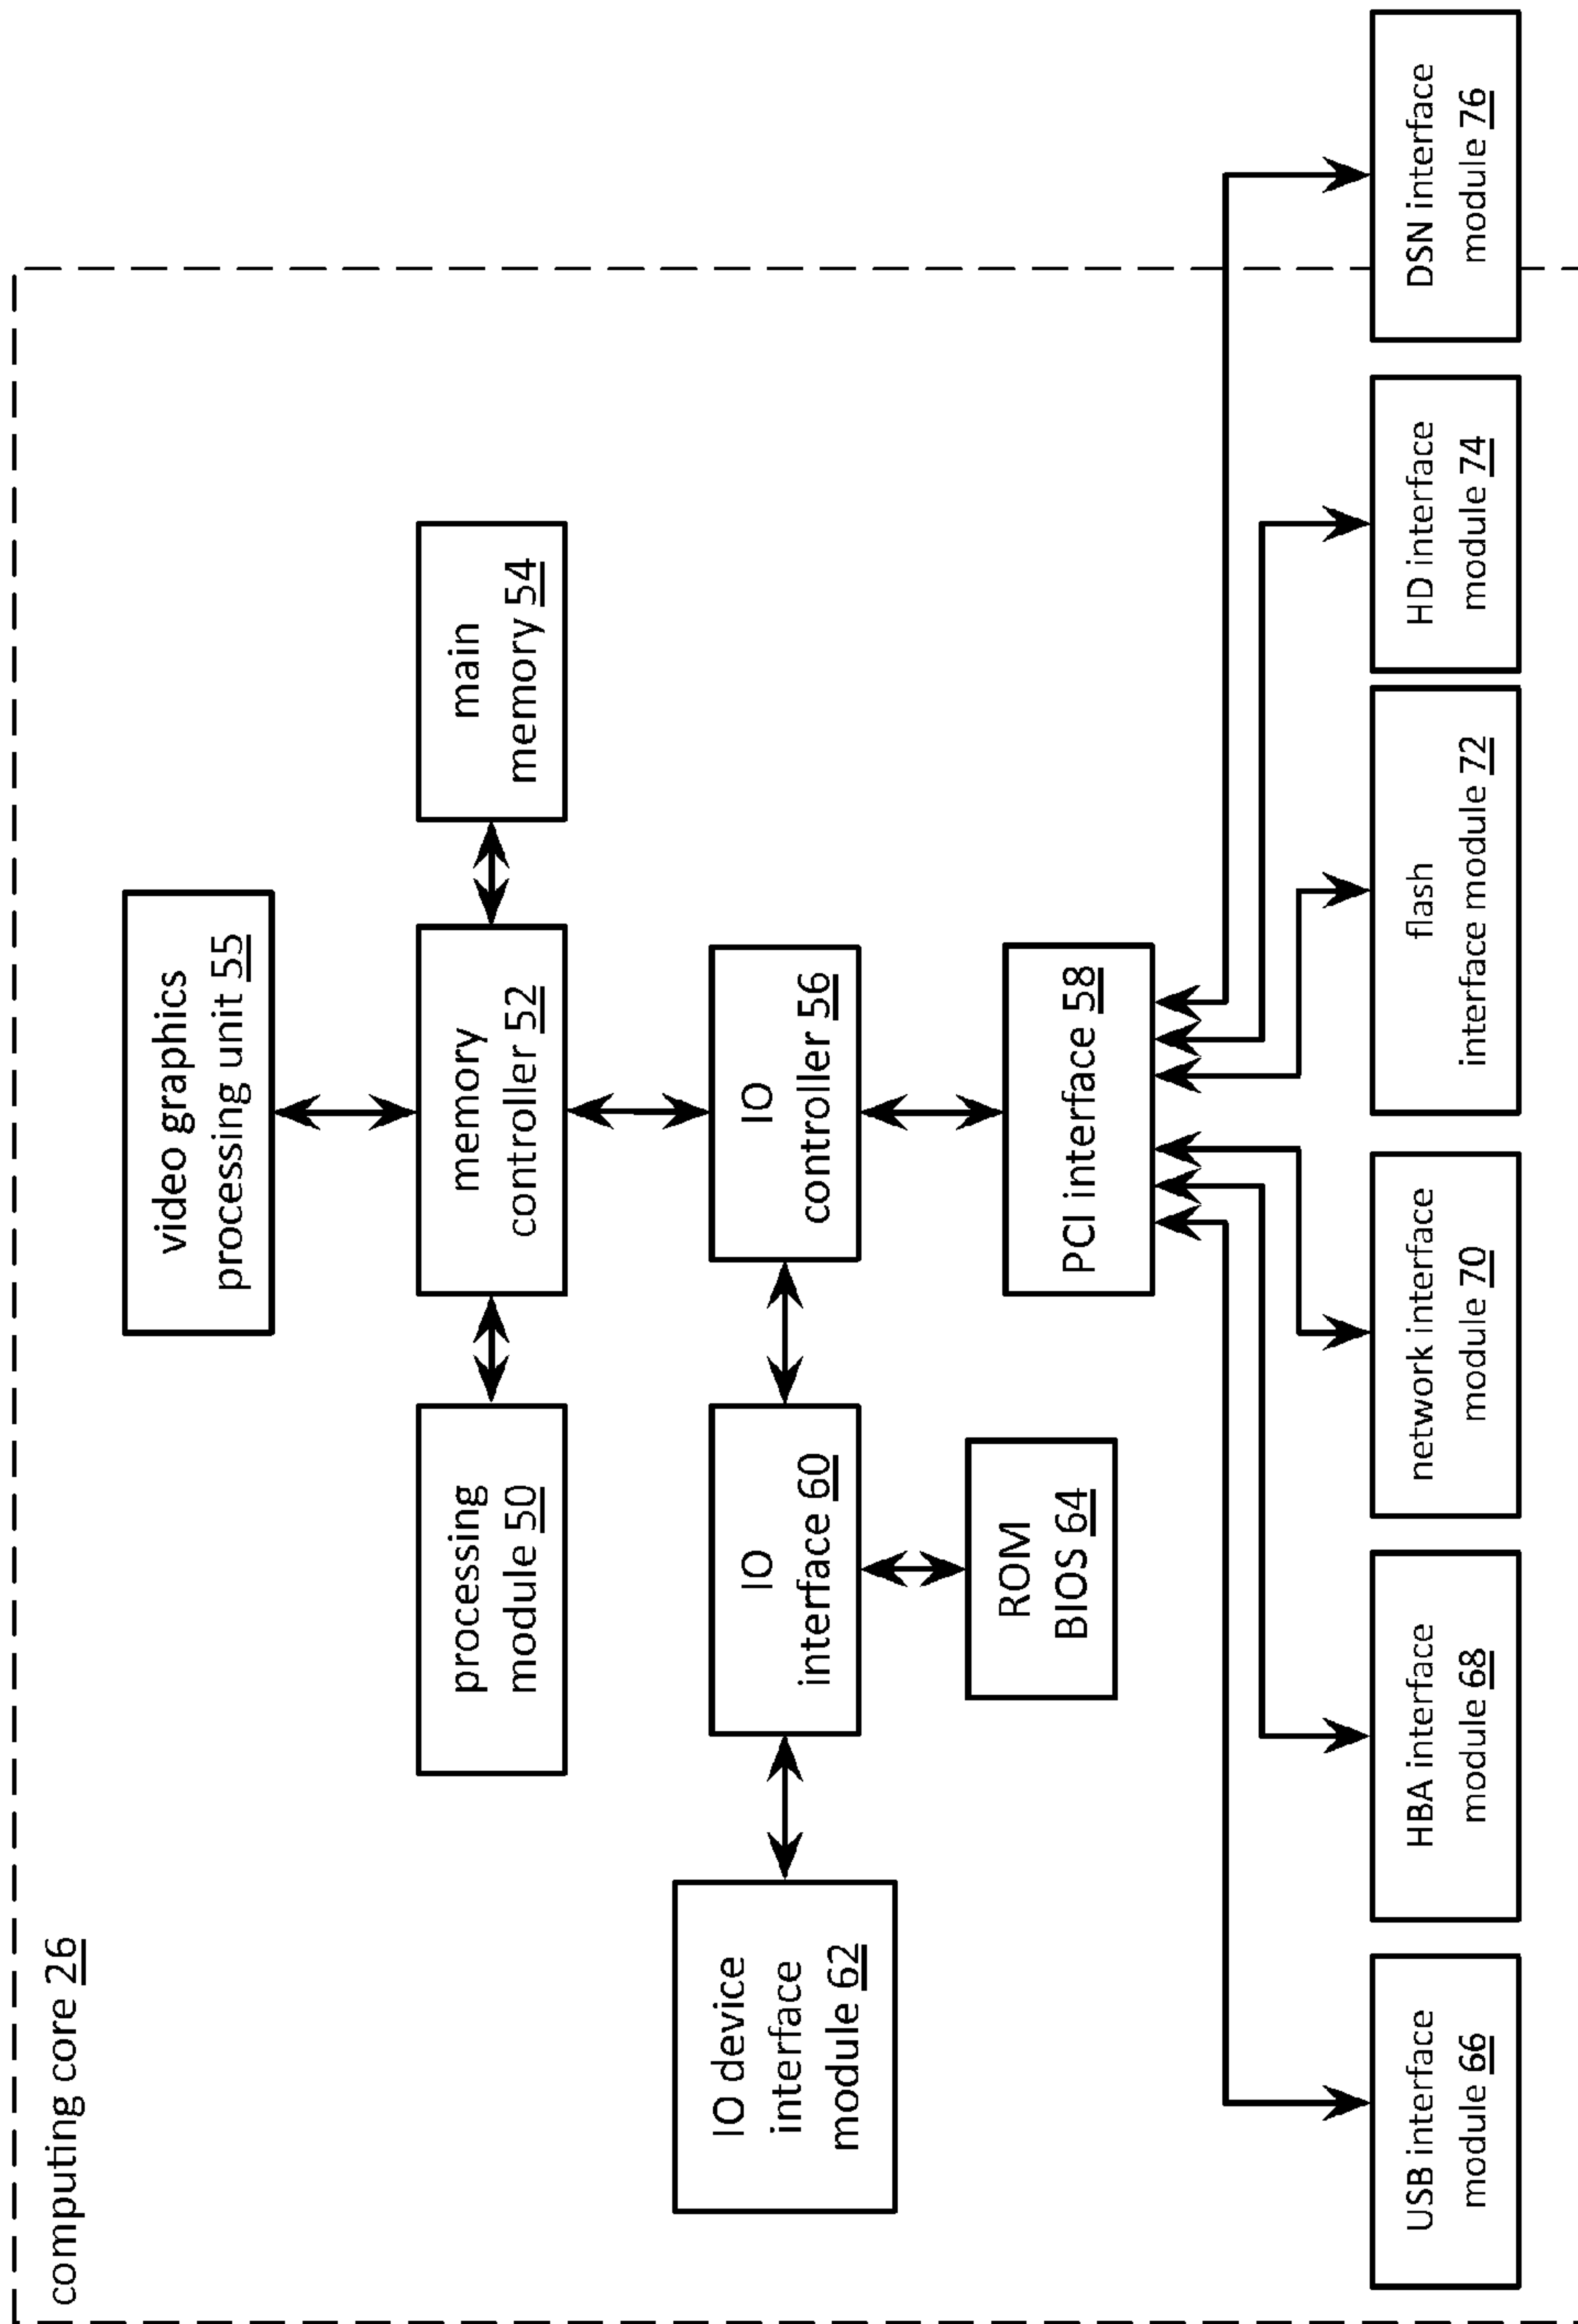 computing core 26
video graphics
processing unit 55
processing
module 50
memory
controller 52
main
memory 54
IO device
interface
module 62
IO
interface 60
IO
controller 56
ROM
BIOS 64
PCI interface 58
USB interface
module 66
HBA interface
module 68
network interface
module 70
flash
interface module 72
HD interface
module 74
DSN interface
module 76